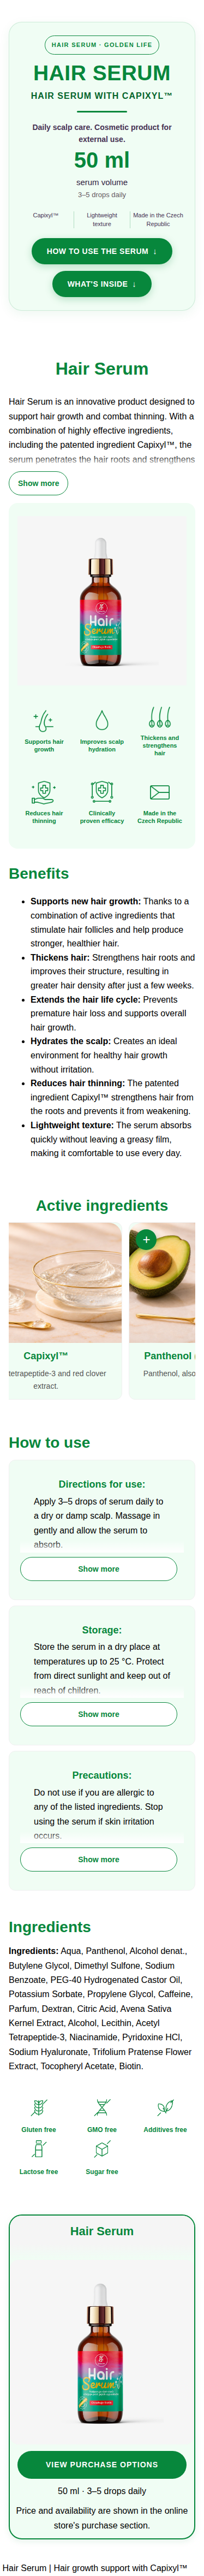 HAIR SERUM · GOLDEN LIFE
HAIR SERUM
HAIR SERUM WITH CAPIXYL™
Daily scalp care. Cosmetic product for
external use.
50 ml
serum volume
3–5 drops daily
Capixyl™
Lightweight
texture
Made in the Czech
Republic
HOW TO USE THE SERUM ↓
WHAT'S INSIDE ↓
Hair Serum
Hair Serum is an innovative product designed to
support hair growth and combat thinning. With a
combination of highly effective ingredients,
including the patented ingredient Capixyl™, the
serum penetrates the hair roots and strengthens
Show more
Hair
Serum
Supports hair
growth
Improves scalp
hydration
Thickens and
strengthens
hair
Reduces hair
thinning
Clinically
proven efficacy
Made in the
Czech Republic
Benefits
• Supports new hair growth: Thanks to a
combination of active ingredients that
stimulate hair follicles and help produce
stronger, healthier hair.
• Thickens hair: Strengthens hair roots and
improves their structure, resulting in
greater hair density after just a few weeks.
• Extends the hair life cycle: Prevents
premature hair loss and supports overall
hair growth.
• Hydrates the scalp: Creates an ideal
environment for healthy hair growth
without irritation.
• Reduces hair thinning: The patented
ingredient Capixyl™ strengthens hair from
the roots and prevents it from weakening.
• Lightweight texture: The serum absorbs
quickly without leaving a greasy film,
making it comfortable to use every day.
Active ingredients
+
Capixyl™
tetrapeptide-3 and red clover
extract.
Panthenol
Panthenol, also
How to use
Directions for use:
Apply 3–5 drops of serum daily to
a dry or damp scalp. Massage in
gently and allow the serum to
absorb.
Show more
Storage:
Store the serum in a dry place at
temperatures up to 25 °C. Protect
from direct sunlight and keep out of
reach of children.
Show more
Precautions:
Do not use if you are allergic to
any of the listed ingredients. Stop
using the serum if skin irritation
occurs.
Show more
Ingredients
Ingredients: Aqua, Panthenol, Alcohol denat.,
Butylene Glycol, Dimethyl Sulfone, Sodium
Benzoate, PEG-40 Hydrogenated Castor Oil,
Potassium Sorbate, Propylene Glycol, Caffeine,
Parfum, Dextran, Citric Acid, Avena Sativa
Kernel Extract, Alcohol, Lecithin, Acetyl
Tetrapeptide-3, Niacinamide, Pyridoxine HCl,
Sodium Hyaluronate, Trifolium Pratense Flower
Extract, Tocopheryl Acetate, Biotin.
Gluten free
GMO free
Additives free
Lactose free
Sugar free
Hair Serum
Hair
Serum
VIEW PURCHASE OPTIONS
50 ml · 3–5 drops daily
Price and availability are shown in the online
store's purchase section.
Hair Serum | Hair growth support with Capixyl™